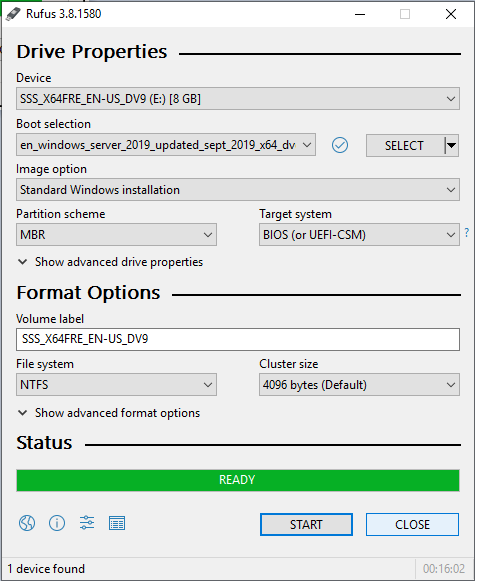 Rufus 3.8.1580
Drive Properties
Device
SSS_X64FRE_EN-US_DV9 (E:) [8 GB]
Boot selection
en_windows_server_2019_updated_sept_2019_x64_dv
SELECT
Image option
Standard Windows installation
Partition scheme
Target system
MBR
BIOS (or UEFI-CSM)
?
Show advanced drive properties
Format Options
Volume label
SSS_X64FRE_EN-US_DV9
File system
Cluster size
NTFS
4096 bytes (Default)
Show advanced format options
Status
READY
START
CLOSE
1 device found
00:16:02